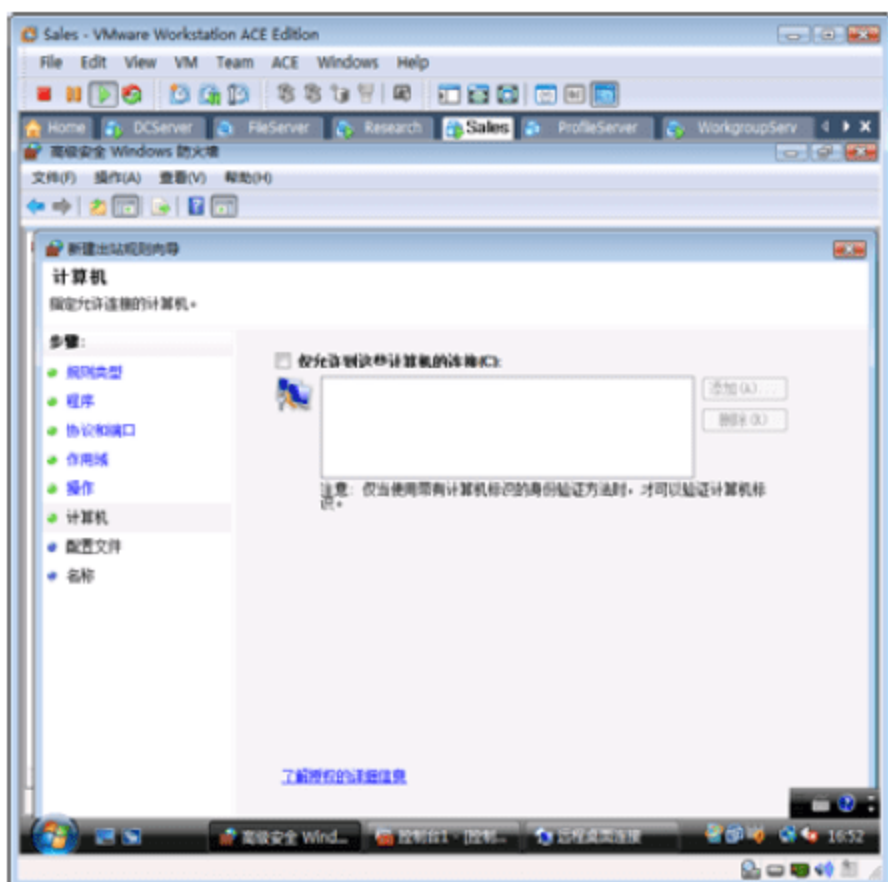 Sales - VMware Workstation ACE Edition
File Edit View VM Team ACE Windows Help
Home DCServer FileServer Research Sales ProfileServer WorkgroupServ
高级安全 Windows 防火墙
文件(F) 操作(A) 查看(V) 帮助(H)
新建出站规则向导
计算机
指定允许连接的计算机。
步骤:
规则类型
程序
协议和端口
作用域
操作
计算机
配置文件
名称
仅允许到这些计算机的连接(C):
添加(A)...
删除(R)
注意: 仅当使用带有计算机标识的身份验证方法时，才可以验证计算机标
识。
了解授权的详细信息
高级安全 Wind... 控制台1 - [控制... 远程桌面连接 16:52